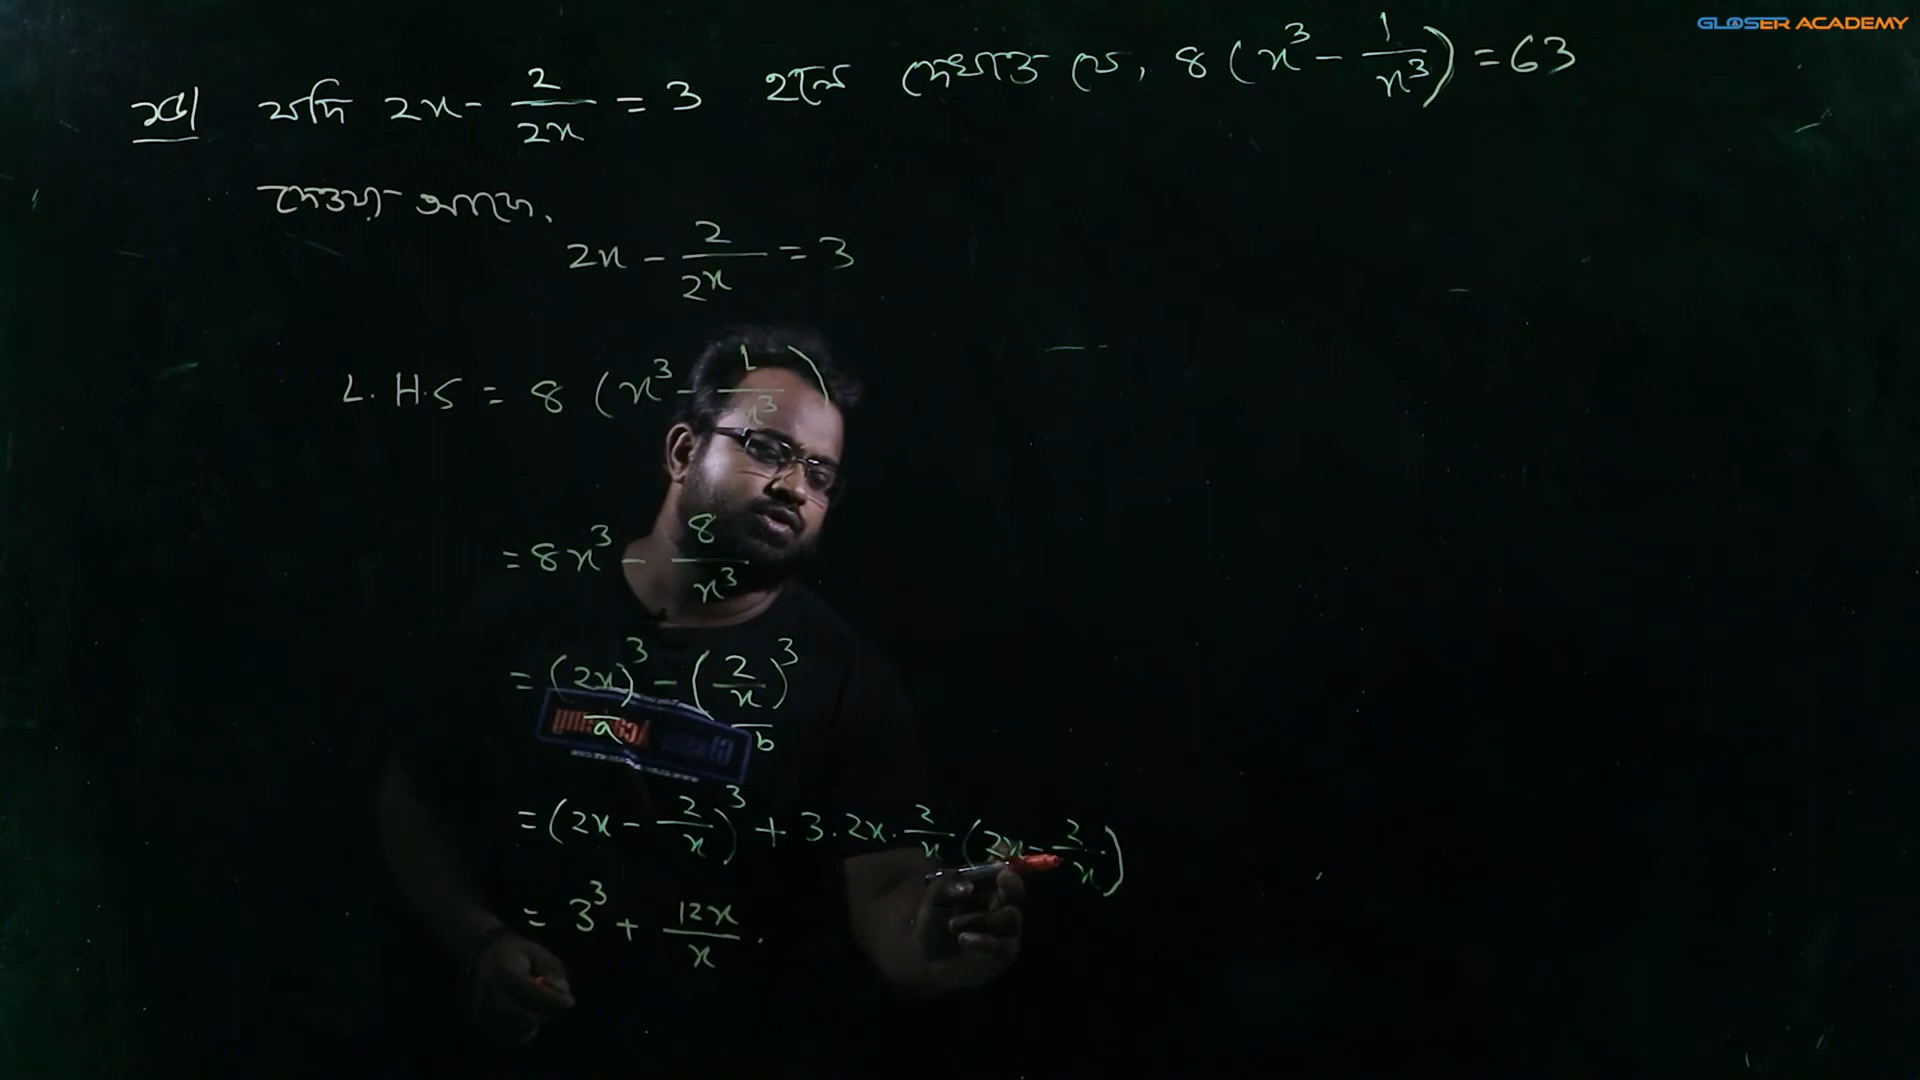 GLOSER ACADEMY
যদি 2x - 2/2x = 3 হলে দেখাও যে, 8(x³ - 1/x³) = 63
দেওয়া আছে,
2x - 2/2x = 3
L.H.S = 8 (x³ - 1/x³)
= 8x³ - 8/x³
= (2x)³ - (2/x)³
a b
= (2x - 2/x)³ + 3.2x.2/x (2x - 2/x)
= 3³ + 12x/x .